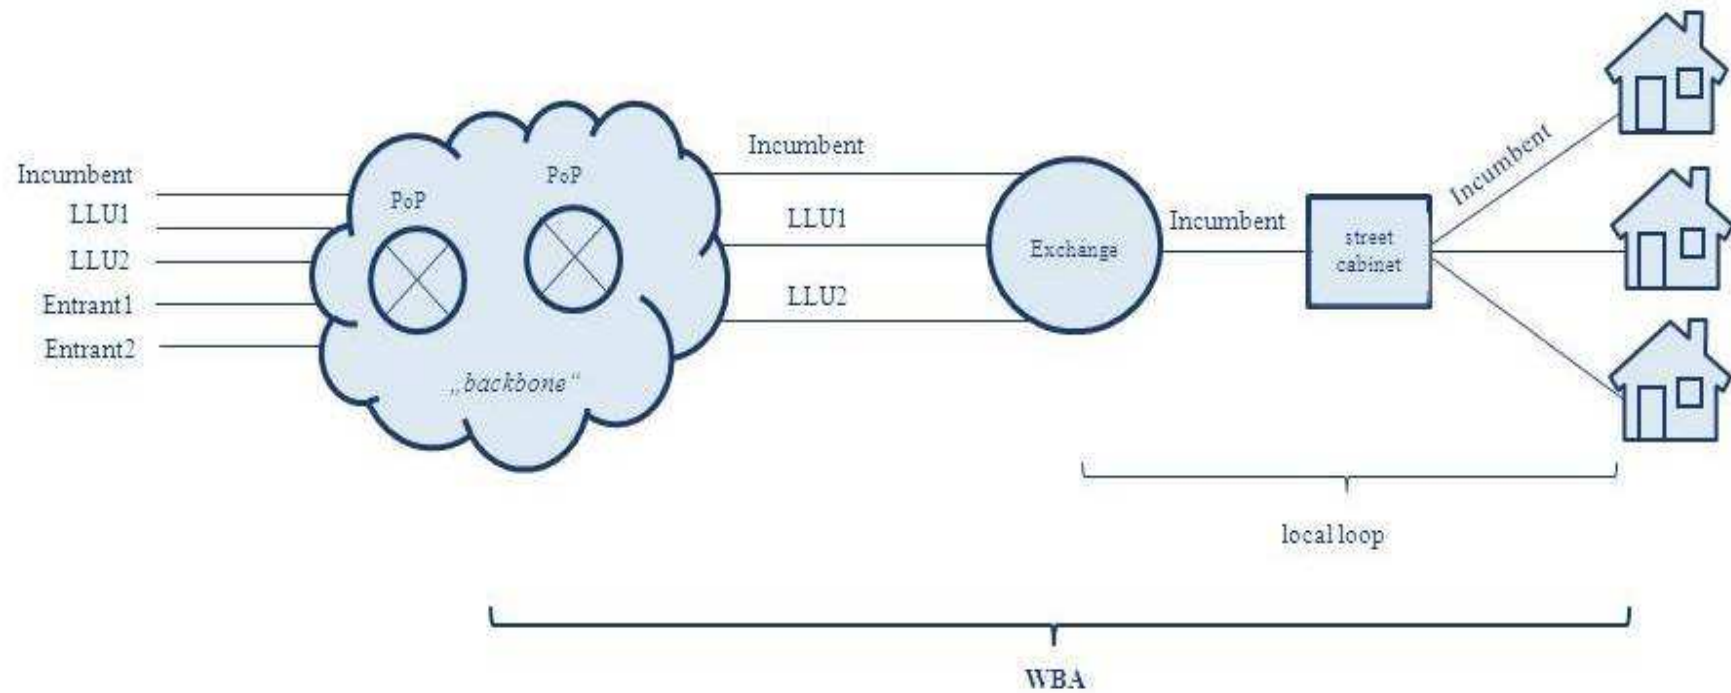 Incumbent
LLU1
LLU2
Entrant1
Entrant2
PoP
PoP
„backbone“
Incumbent
LLU1
LLU2
Exchange
Incumbent
street
cabinet
Incumbent
local loop
WBA